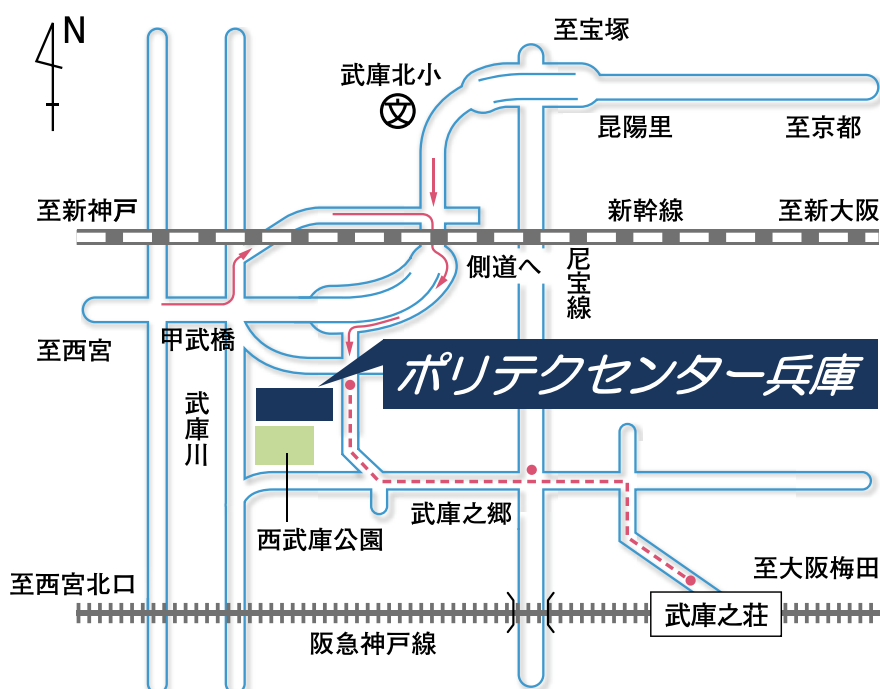 N
至宝塚
武庫北小
文
昆陽里
至京都
至新神戸
新幹線
至新大阪
側道へ
尼宝線
甲武橋
至西宮
ポリテクセンター兵庫
武庫川
武庫之郷
西武庫公園
至大阪梅田
至西宮北口
武庫之荘
阪急神戸線